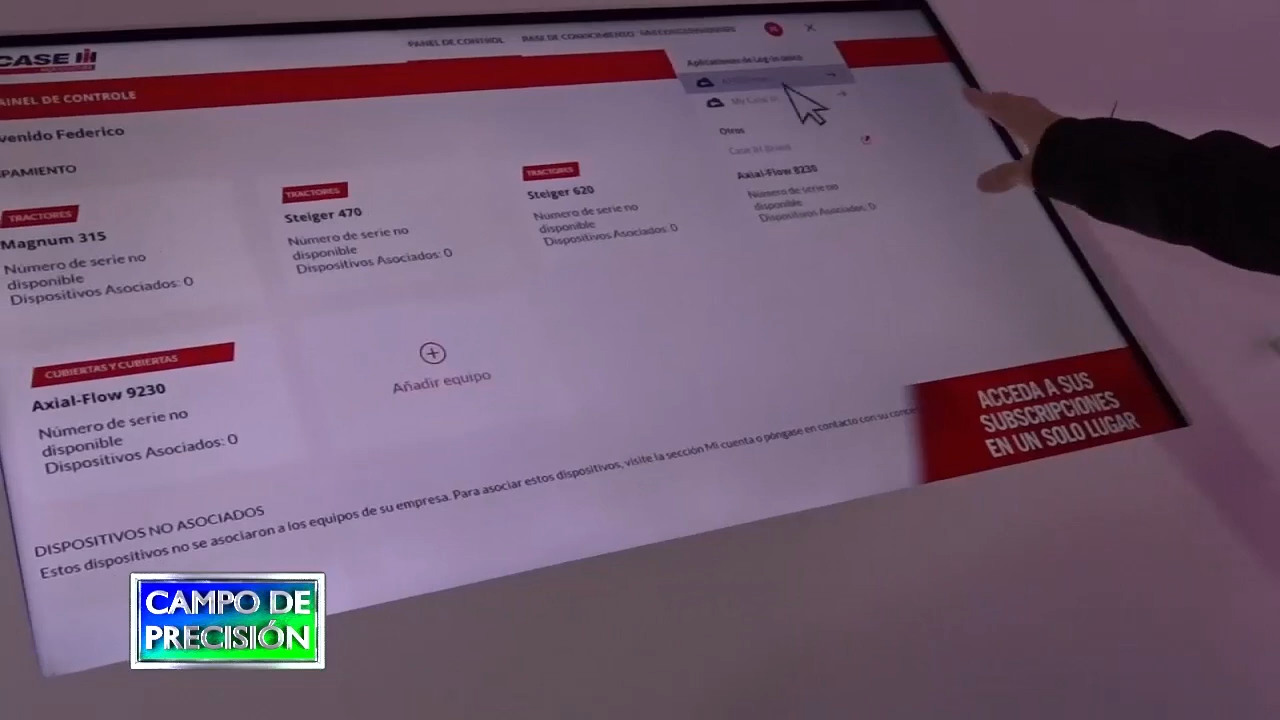 CASE IH
PANEL DE CONTROL
BASE DE CONOCIMIENTO
AINEL DE CONTROLE
Aplicaciones de Log-in único
My Case IH
Otros
venido Federico
PAMIENTO
TRACTORES
Magnum 315
Número de serie no
disponible
Dispositivos Asociados: 0
TRACTORES
Steiger 470
Número de serie no
disponible
Dispositivos Asociados: 0
TRACTORES
Steiger 620
Número de serie no
disponible
Dispositivos Asociados: 0
Axial-Flow 8230
Número de serie no
disponible
Dispositivos Asociados: 0
CUBIERTAS Y CUBIERTAS
Axial-Flow 9230
Número de serie no
disponible
Dispositivos Asociados: 0
Añadir equipo
ACCEDA A SUS
SUBSCRIPCIONES
EN UN SOLO LUGAR
DISPOSITIVOS NO ASOCIADOS
Estos dispositivos no se asociaron a los equipos de su empresa. Para asociar estos dispositivos, visite la sección Mi cuenta o póngase en contacto con su conce
CAMPO DE
PRECISIÓN